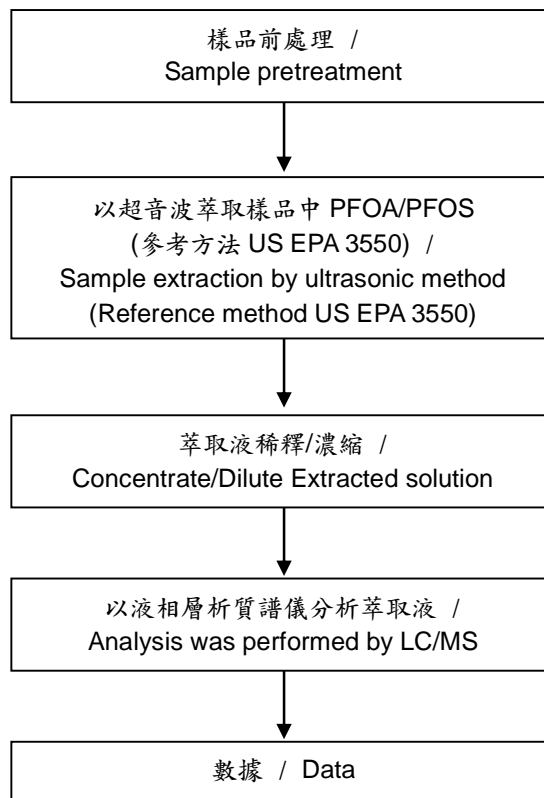 樣品前處理 /
Sample pretreatment
以超音波萃取樣品中 PFOA/PFOS
(參考方法 US EPA 3550) /
Sample extraction by ultrasonic method
(Reference method US EPA 3550)
萃取液稀釋/濃縮 /
Concentrate/Dilute Extracted solution
以液相層析質譜儀分析萃取液 /
Analysis was performed by LC/MS
數據 / Data